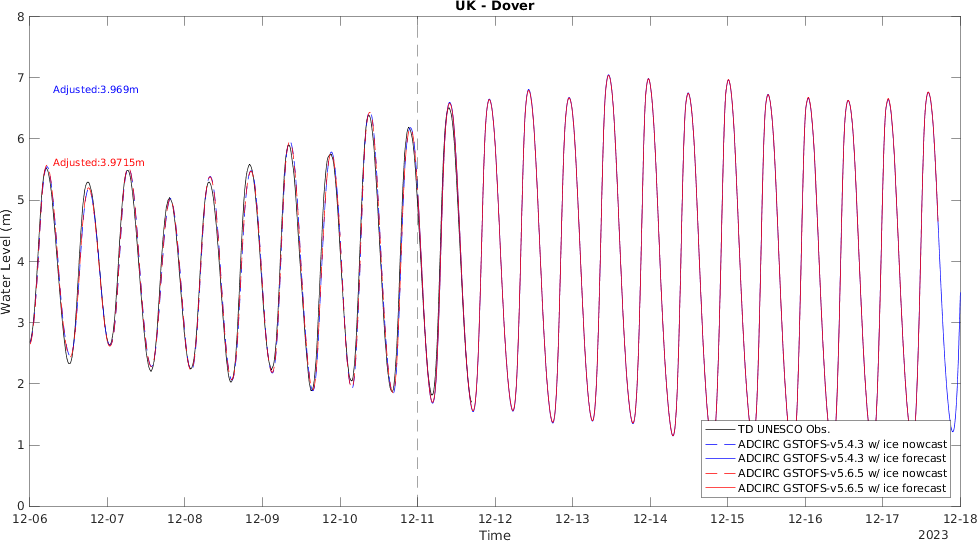 UK - Dover
8
7
6
5
4
3
2
1
0
Water Level (m)
Adjusted:3.969m
Adjusted:3.9715m
TD UNESCO Obs.
ADCIRC GSTOFS-v5.4.3 w/ ice nowcast
ADCIRC GSTOFS-v5.4.3 w/ ice forecast
ADCIRC GSTOFS-v5.6.5 w/ ice nowcast
ADCIRC GSTOFS-v5.6.5 w/ ice forecast
12-06 12-07 12-08 12-09 12-10 12-11 12-12 12-13 12-14 12-15 12-16 12-17 12-18
Time
2023